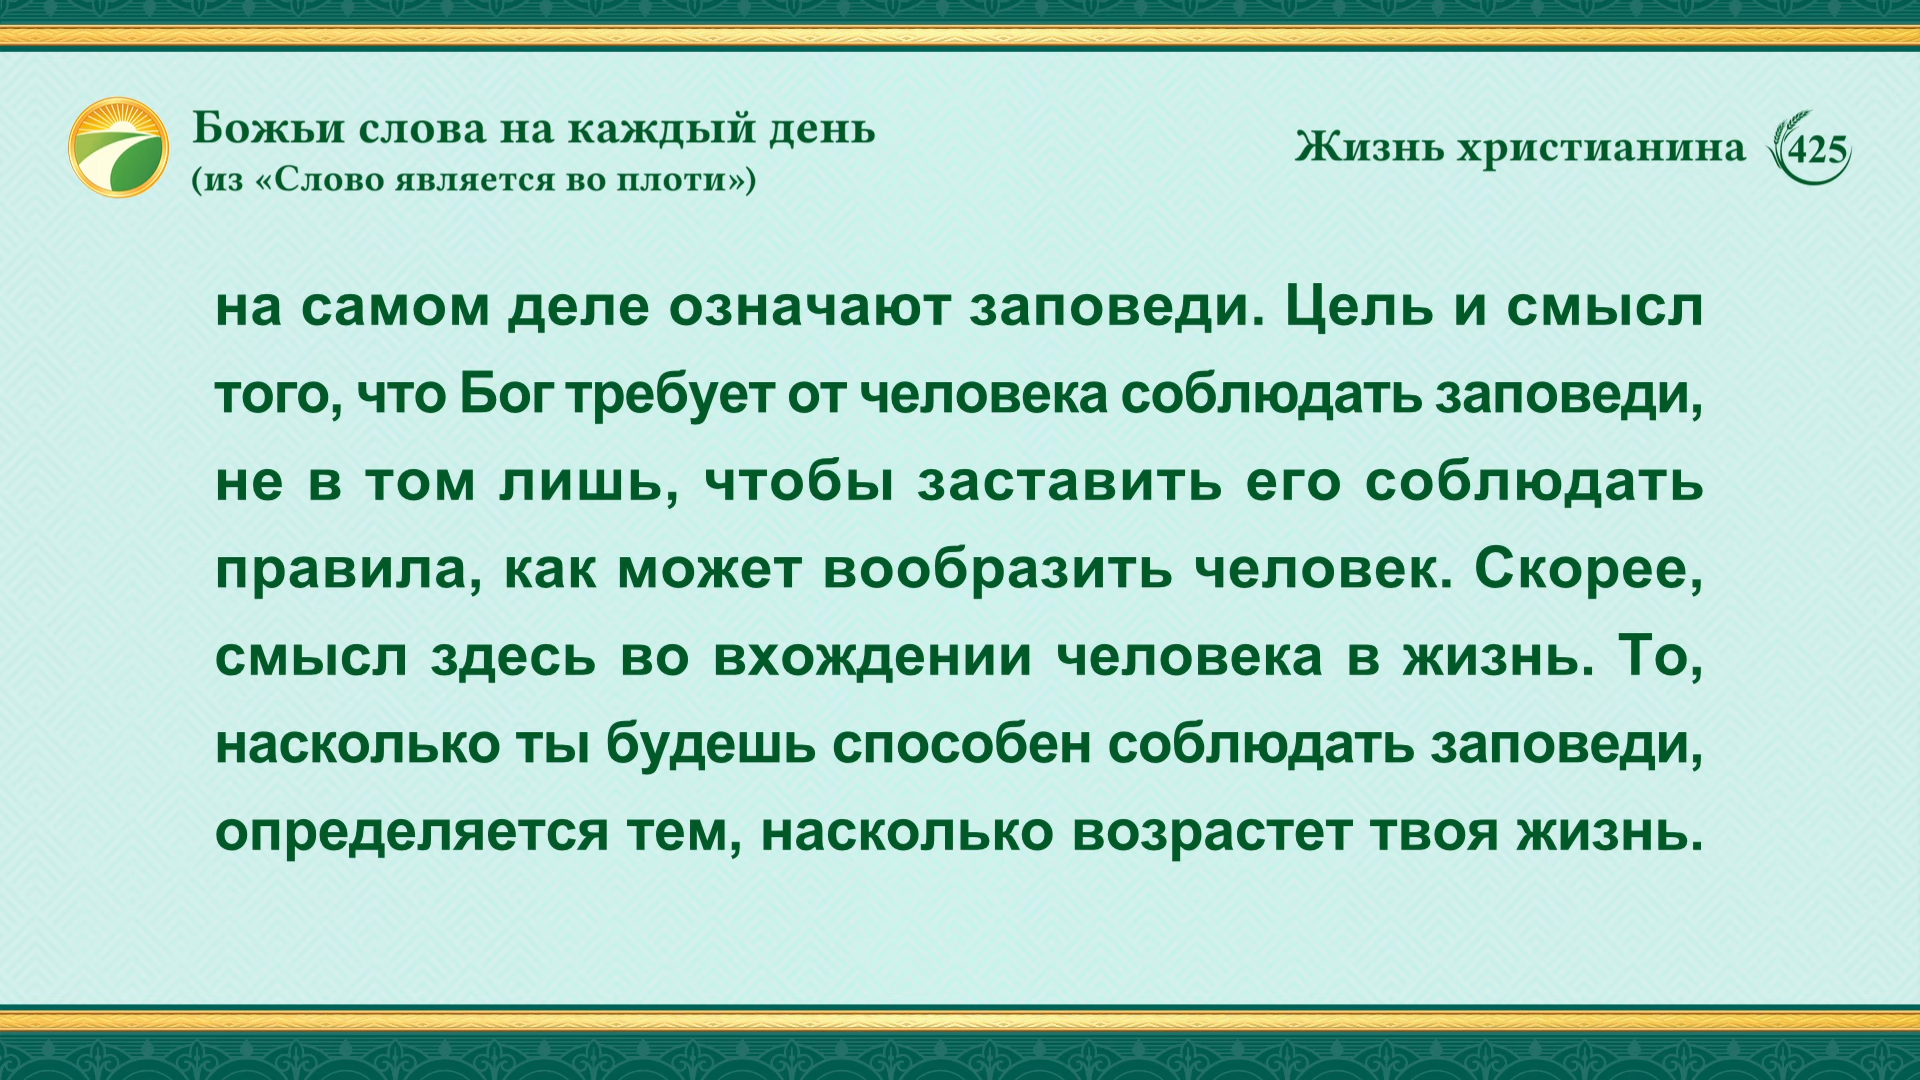 Божьи слова на каждый день
(из «Слово является во плоти»)
Жизнь христианина 425
на самом деле означают заповеди. Цель и смысл
того, что Бог требует от человека соблюдать заповеди,
не в том лишь, чтобы заставить его соблюдать
правила, как может вообразить человек. Скорее,
смысл здесь во вхождении человека в жизнь. То,
насколько ты будешь способен соблюдать заповеди,
определяется тем, насколько возрастет твоя жизнь.